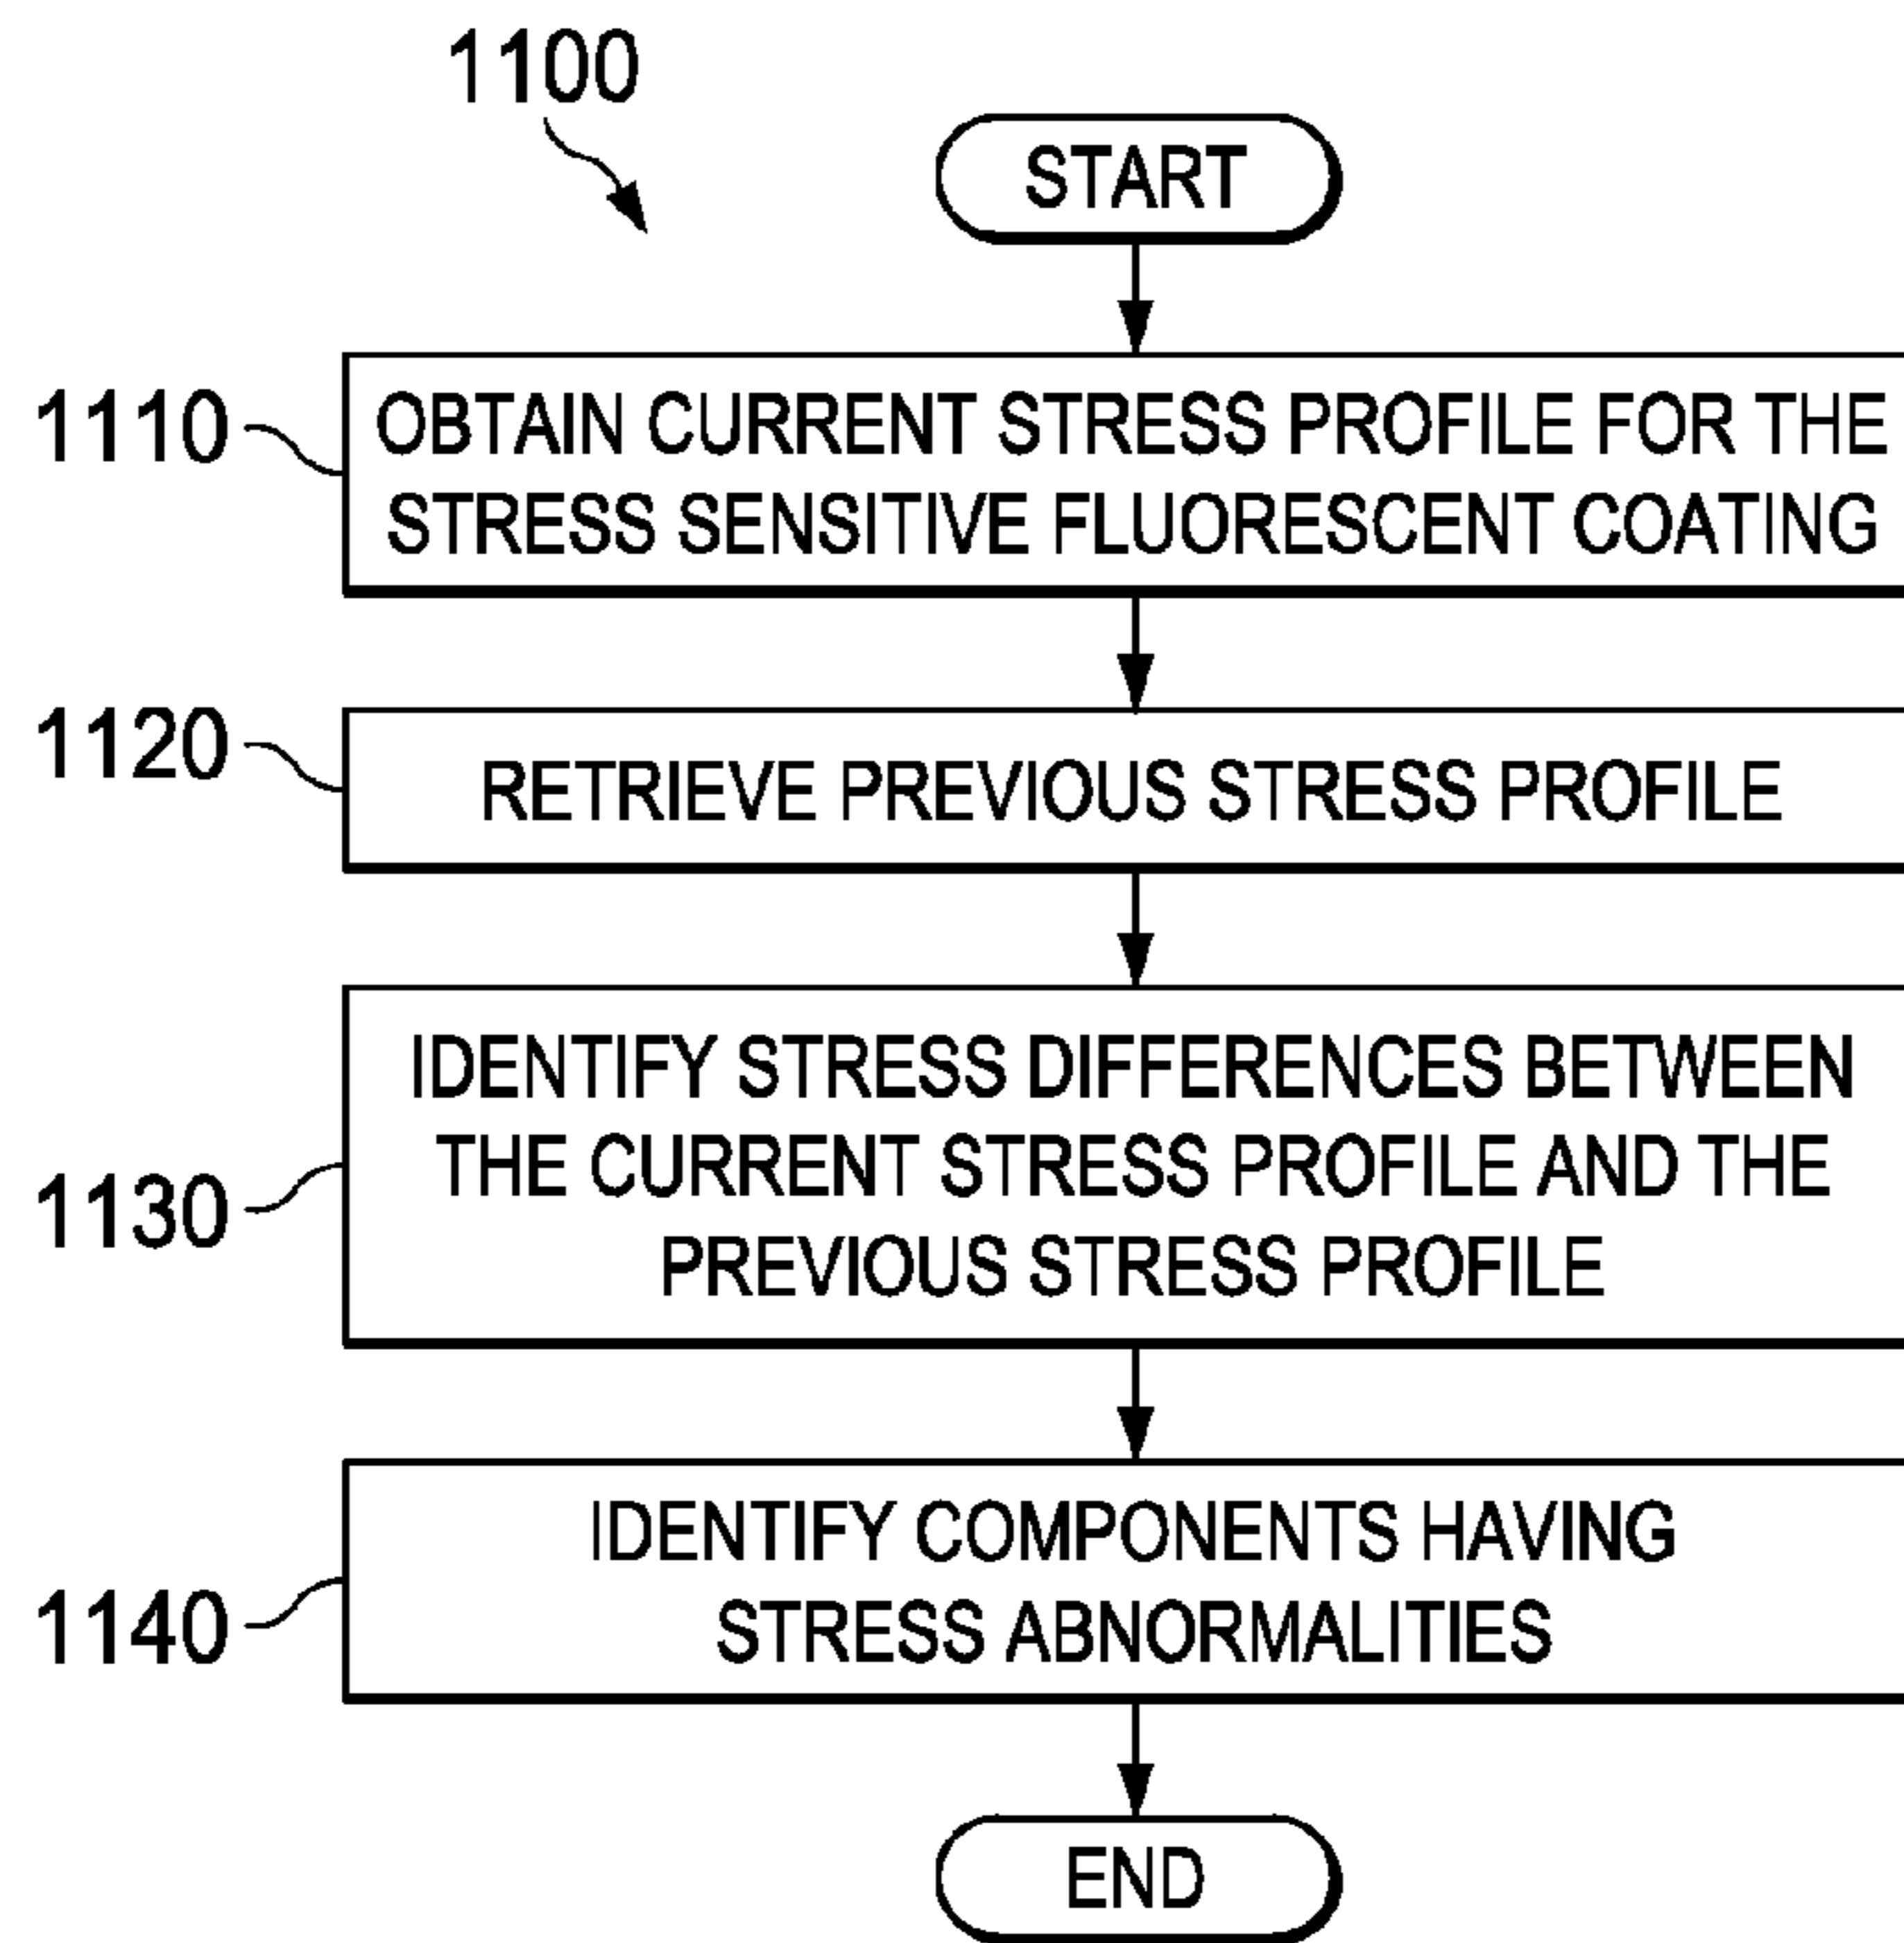 1100
START
1110
OBTAIN CURRENT STRESS PROFILE FOR THE
STRESS SENSITIVE FLUORESCENT COATING
1120
RETRIEVE PREVIOUS STRESS PROFILE
1130
IDENTIFY STRESS DIFFERENCES BETWEEN
THE CURRENT STRESS PROFILE AND THE
PREVIOUS STRESS PROFILE
1140
IDENTIFY COMPONENTS HAVING
STRESS ABNORMALITIES
END